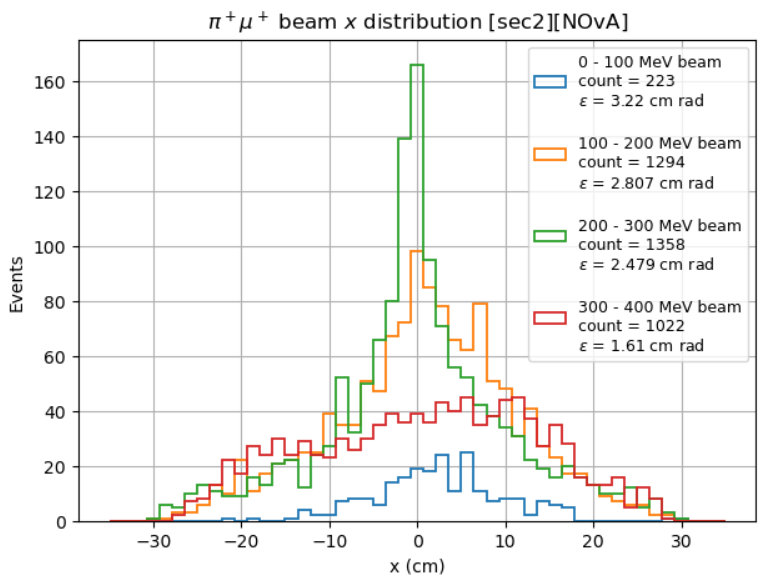 π⁺μ⁺ beam x distribution [sec2][NOvA]
0 - 100 MeV beam
count = 223
ε = 3.22 cm rad
100 - 200 MeV beam
count = 1294
ε = 2.807 cm rad
200 - 300 MeV beam
count = 1358
ε = 2.479 cm rad
300 - 400 MeV beam
count = 1022
ε = 1.61 cm rad
Events
160
140
120
100
80
60
40
20
0
−30 −20 −10 0 10 20 30
x (cm)